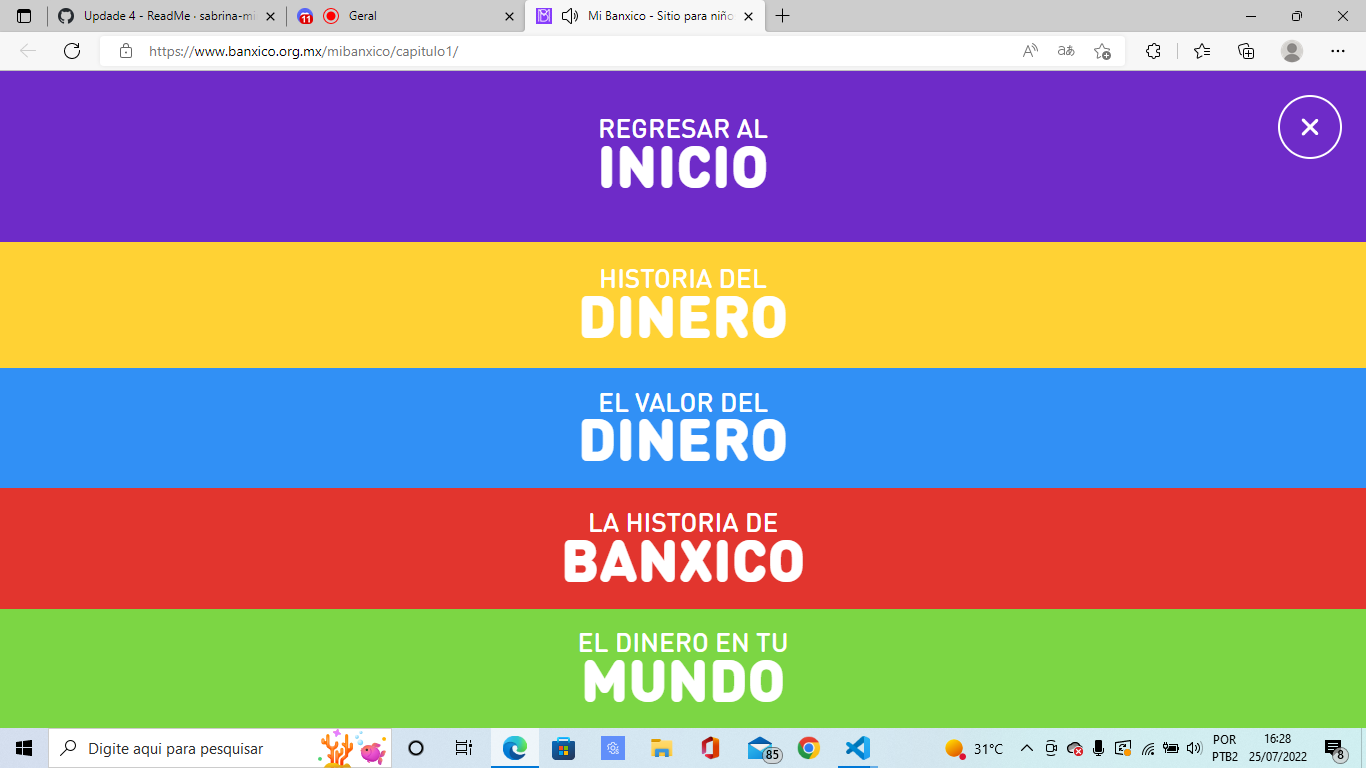 Updade 4 - ReadMe · sabrina-mi
11
Geral
Mi Banxico - Sitio para niño
https://www.banxico.org.mx/mibanxico/capitulo1/
REGRESAR AL
INICIO
HISTORIA DEL
DINERO
EL VALOR DEL
DINERO
LA HISTORIA DE
BANXICO
EL DINERO EN TU
MUNDO
Digite aqui para pesquisar
85
31°C
POR
PTB2
16:28
25/07/2022
8